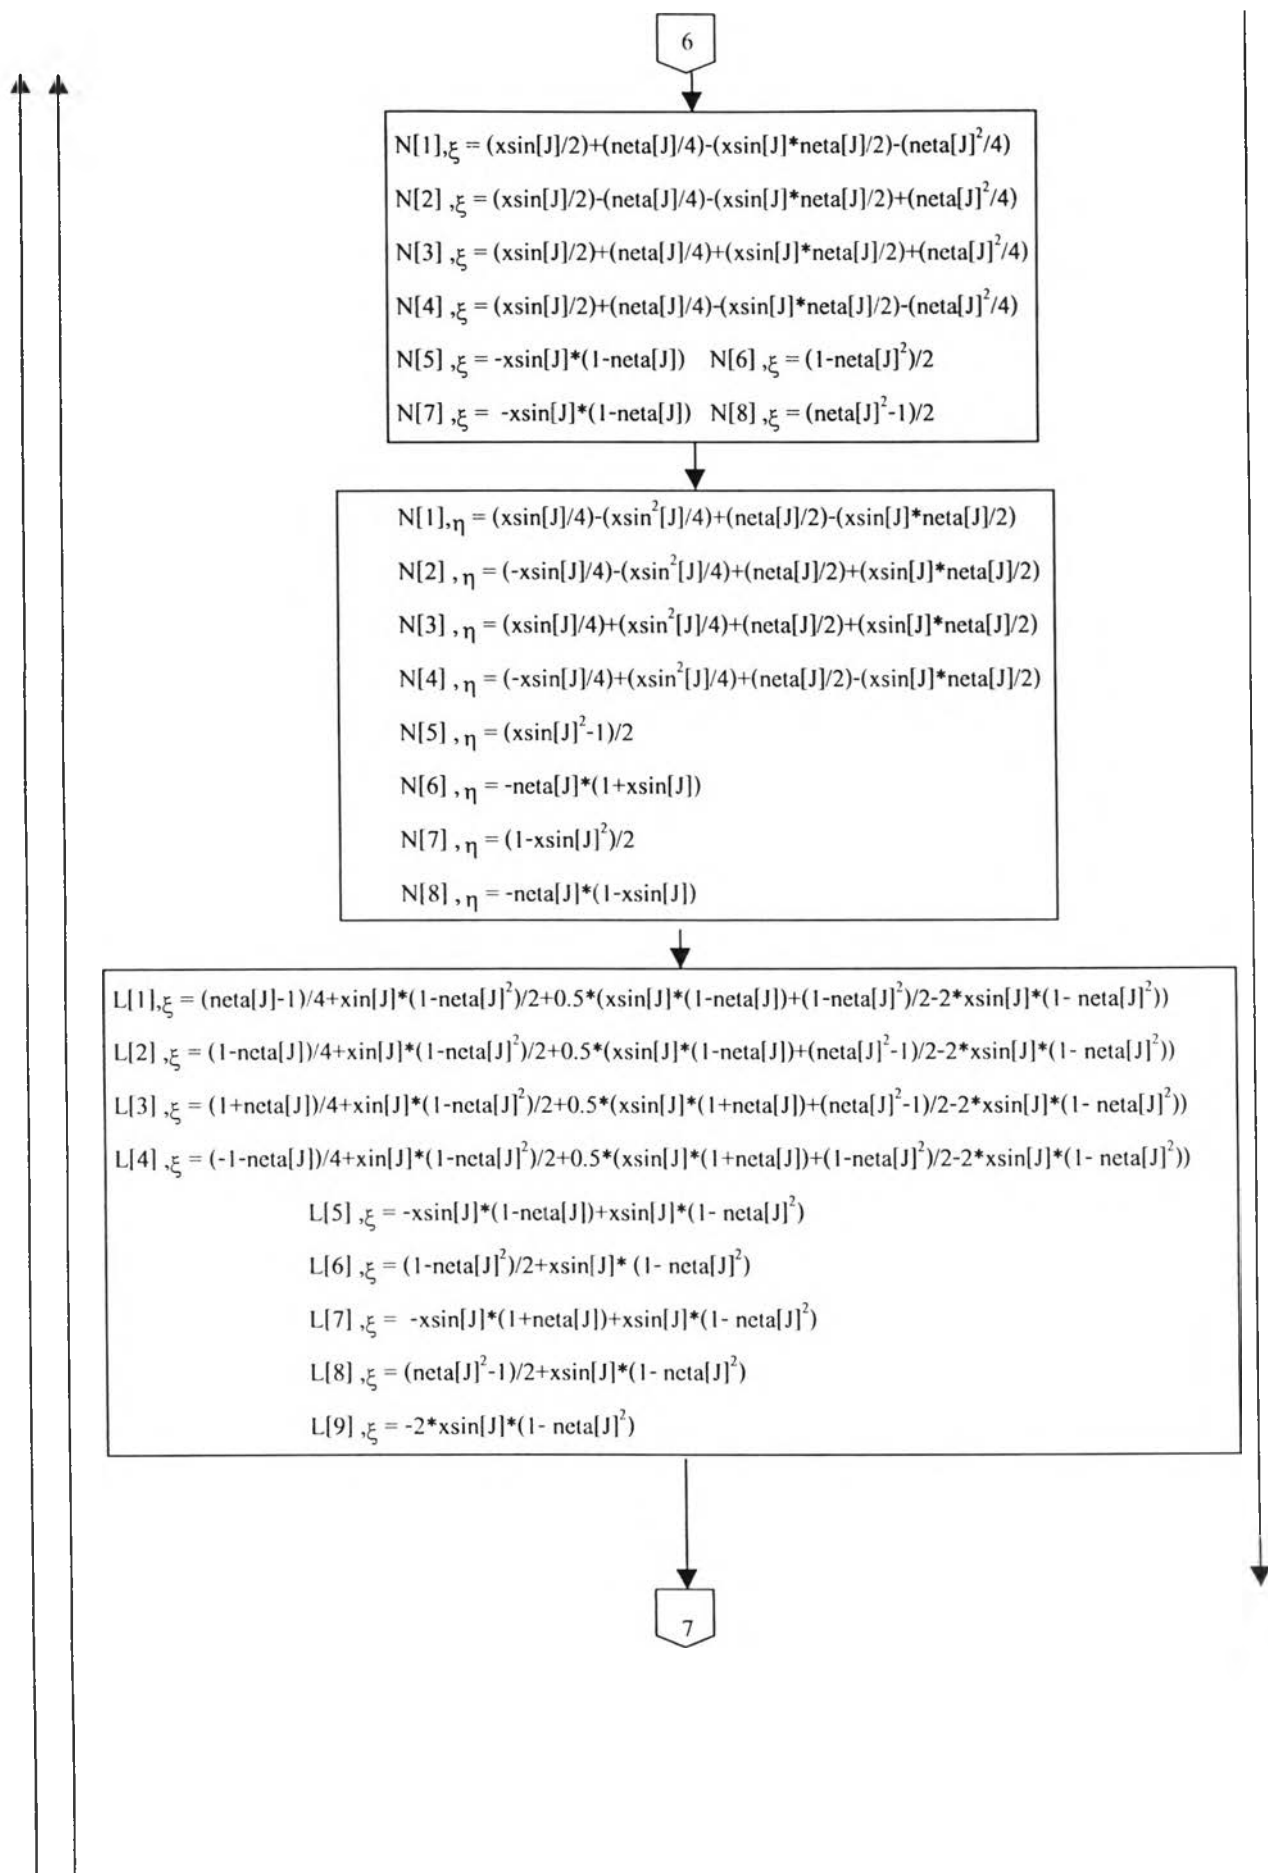 6
N[1],ξ = (xsin[J]/2)+(neta[J]/4)-(xsin[J]*neta[J]/2)-(neta[J]²/4)
N[2] ,ξ = (xsin[J]/2)-(neta[J]/4)-(xsin[J]*neta[J]/2)+(neta[J]²/4)
N[3] ,ξ = (xsin[J]/2)+(neta[J]/4)+(xsin[J]*neta[J]/2)+(neta[J]²/4)
N[4] ,ξ = (xsin[J]/2)+(neta[J]/4)-(xsin[J]*neta[J]/2)-(neta[J]²/4)
N[5] ,ξ = -xsin[J]*(1-neta[J]) N[6] ,ξ = (1-neta[J]²)/2
N[7] ,ξ = -xsin[J]*(1-neta[J]) N[8] ,ξ = (neta[J]²-1)/2
N[1],η = (xsin[J]/4)-(xsin²[J]/4)+(neta[J]/2)-(xsin[J]*neta[J]/2)
N[2] ,η = (-xsin[J]/4)-(xsin²[J]/4)+(neta[J]/2)+(xsin[J]*neta[J]/2)
N[3] ,η = (xsin[J]/4)+(xsin²[J]/4)+(neta[J]/2)+(xsin[J]*neta[J]/2)
N[4] ,η = (-xsin[J]/4)+(xsin²[J]/4)+(neta[J]/2)-(xsin[J]*neta[J]/2)
N[5] ,η = (xsin[J]²-1)/2
N[6] ,η = -neta[J]*(1+xsin[J])
N[7] ,η = (1-xsin[J]²)/2
N[8] ,η = -neta[J]*(1-xsin[J])
L[1],ξ = (neta[J]-1)/4+xin[J]*(1-neta[J]²)/2+0.5*(xsin[J]*(1-neta[J])+(1-neta[J]²)/2-2*xsin[J]*(1- neta[J]²))
L[2] ,ξ = (1-neta[J])/4+xin[J]*(1-neta[J]²)/2+0.5*(xsin[J]*(1-neta[J])+(neta[J]²-1)/2-2*xsin[J]*(1- neta[J]²))
L[3] ,ξ = (1+neta[J])/4+xin[J]*(1-neta[J]²)/2+0.5*(xsin[J]*(1+neta[J])+(neta[J]²-1)/2-2*xsin[J]*(1- neta[J]²))
L[4] ,ξ = (-1-neta[J])/4+xin[J]*(1-neta[J]²)/2+0.5*(xsin[J]*(1+neta[J])+(1-neta[J]²)/2-2*xsin[J]*(1- neta[J]²))
L[5] ,ξ = -xsin[J]*(1-neta[J])+xsin[J]*(1- neta[J]²)
L[6] ,ξ = (1-neta[J]²)/2+xsin[J]* (1- neta[J]²)
L[7] ,ξ = -xsin[J]*(1+neta[J])+xsin[J]*(1- neta[J]²)
L[8] ,ξ = (neta[J]²-1)/2+xsin[J]*(1- neta[J]²)
L[9] ,ξ = -2*xsin[J]*(1- neta[J]²)
7